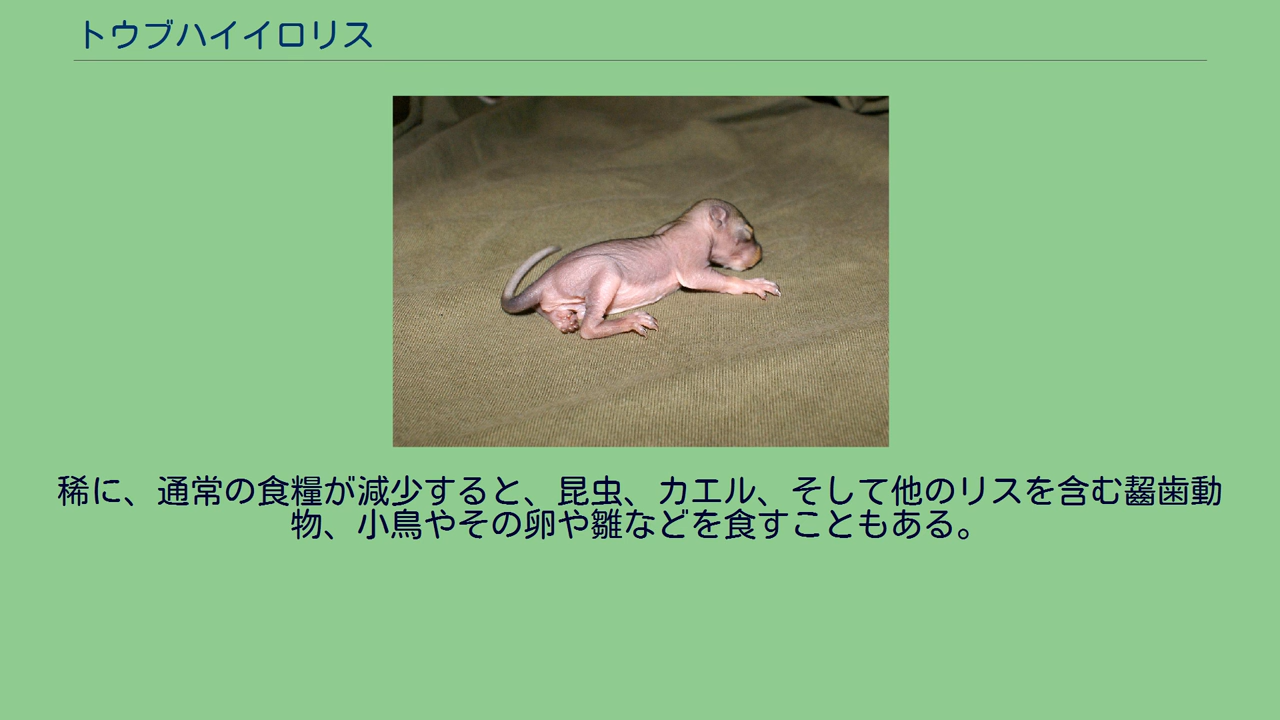 トウブハイイロリス
稀に、通常の食糧が減少すると、昆虫、カエル、そして他のリスを含む齧歯動
物、小鳥やその卵や雛などを食すこともある。